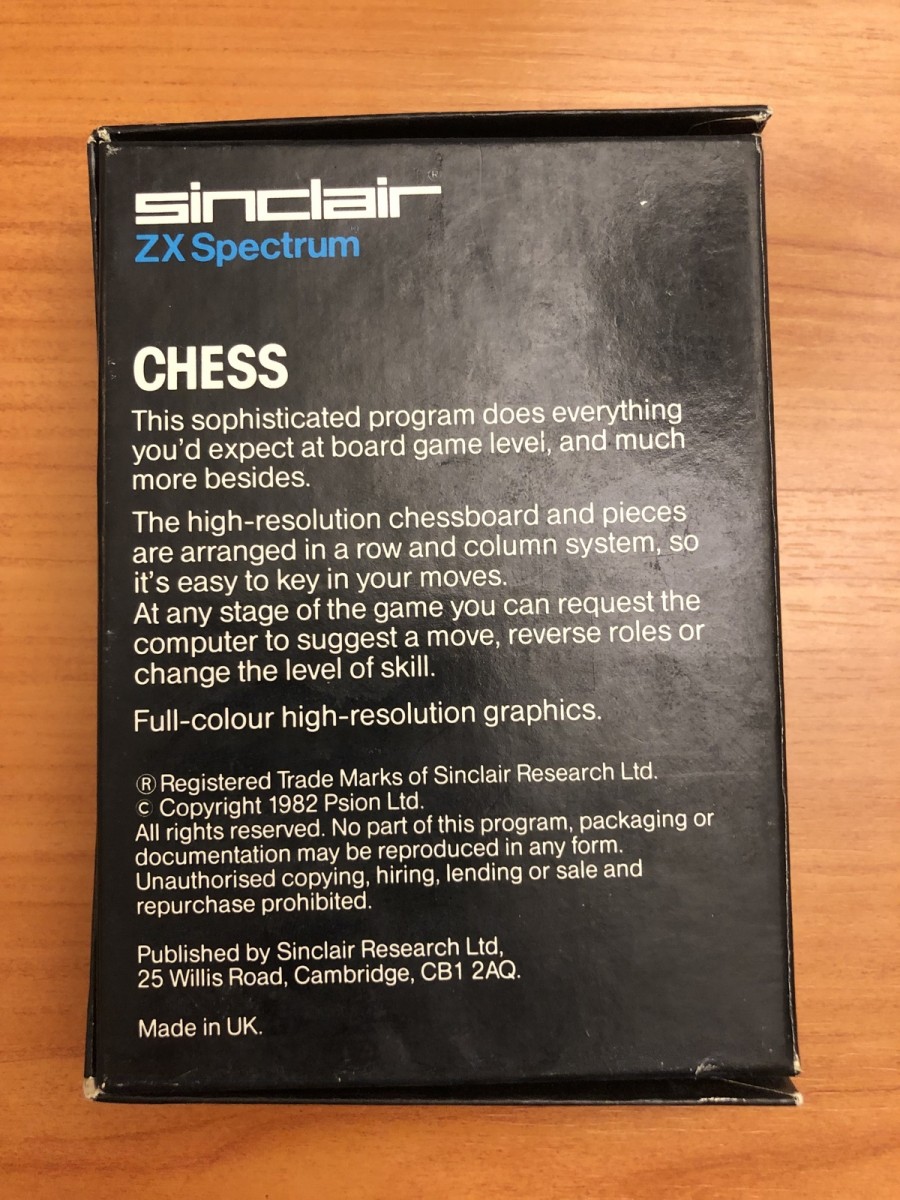 sinclair®
ZX Spectrum
CHESS
This sophisticated program does everything
you'd expect at board game level, and much
more besides.
The high-resolution chessboard and pieces
are arranged in a row and column system, so
it's easy to key in your moves.
At any stage of the game you can request the
computer to suggest a move, reverse roles or
change the level of skill.
Full-colour high-resolution graphics.
® Registered Trade Marks of Sinclair Research Ltd.
© Copyright 1982 Psion Ltd.
All rights reserved. No part of this program, packaging or
documentation may be reproduced in any form.
Unauthorised copying, hiring, lending or sale and
repurchase prohibited.
Published by Sinclair Research Ltd,
25 Willis Road, Cambridge, CB1 2AQ.
Made in UK.